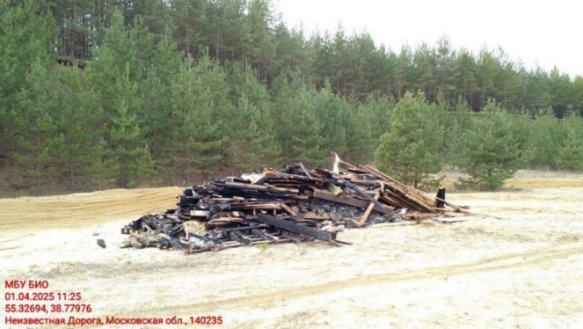 МБУ БИО
01.04.2025 11:25
55.32694, 38.77976
Неизвестная Дорога, Московская обл., 140235